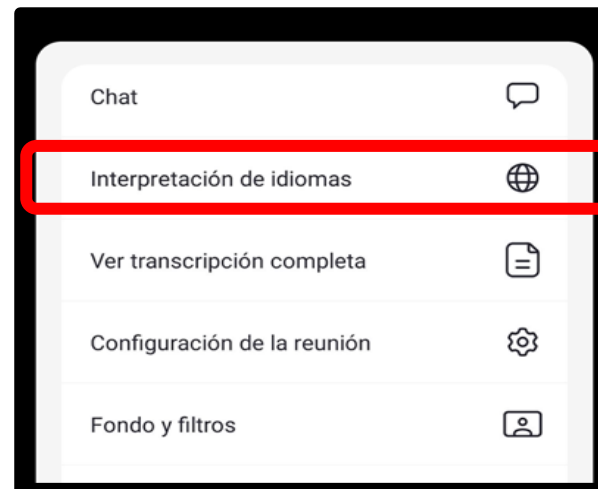 Chat
Interpretación de idiomas
Ver transcripción completa
Configuración de la reunión
Fondo y filtros